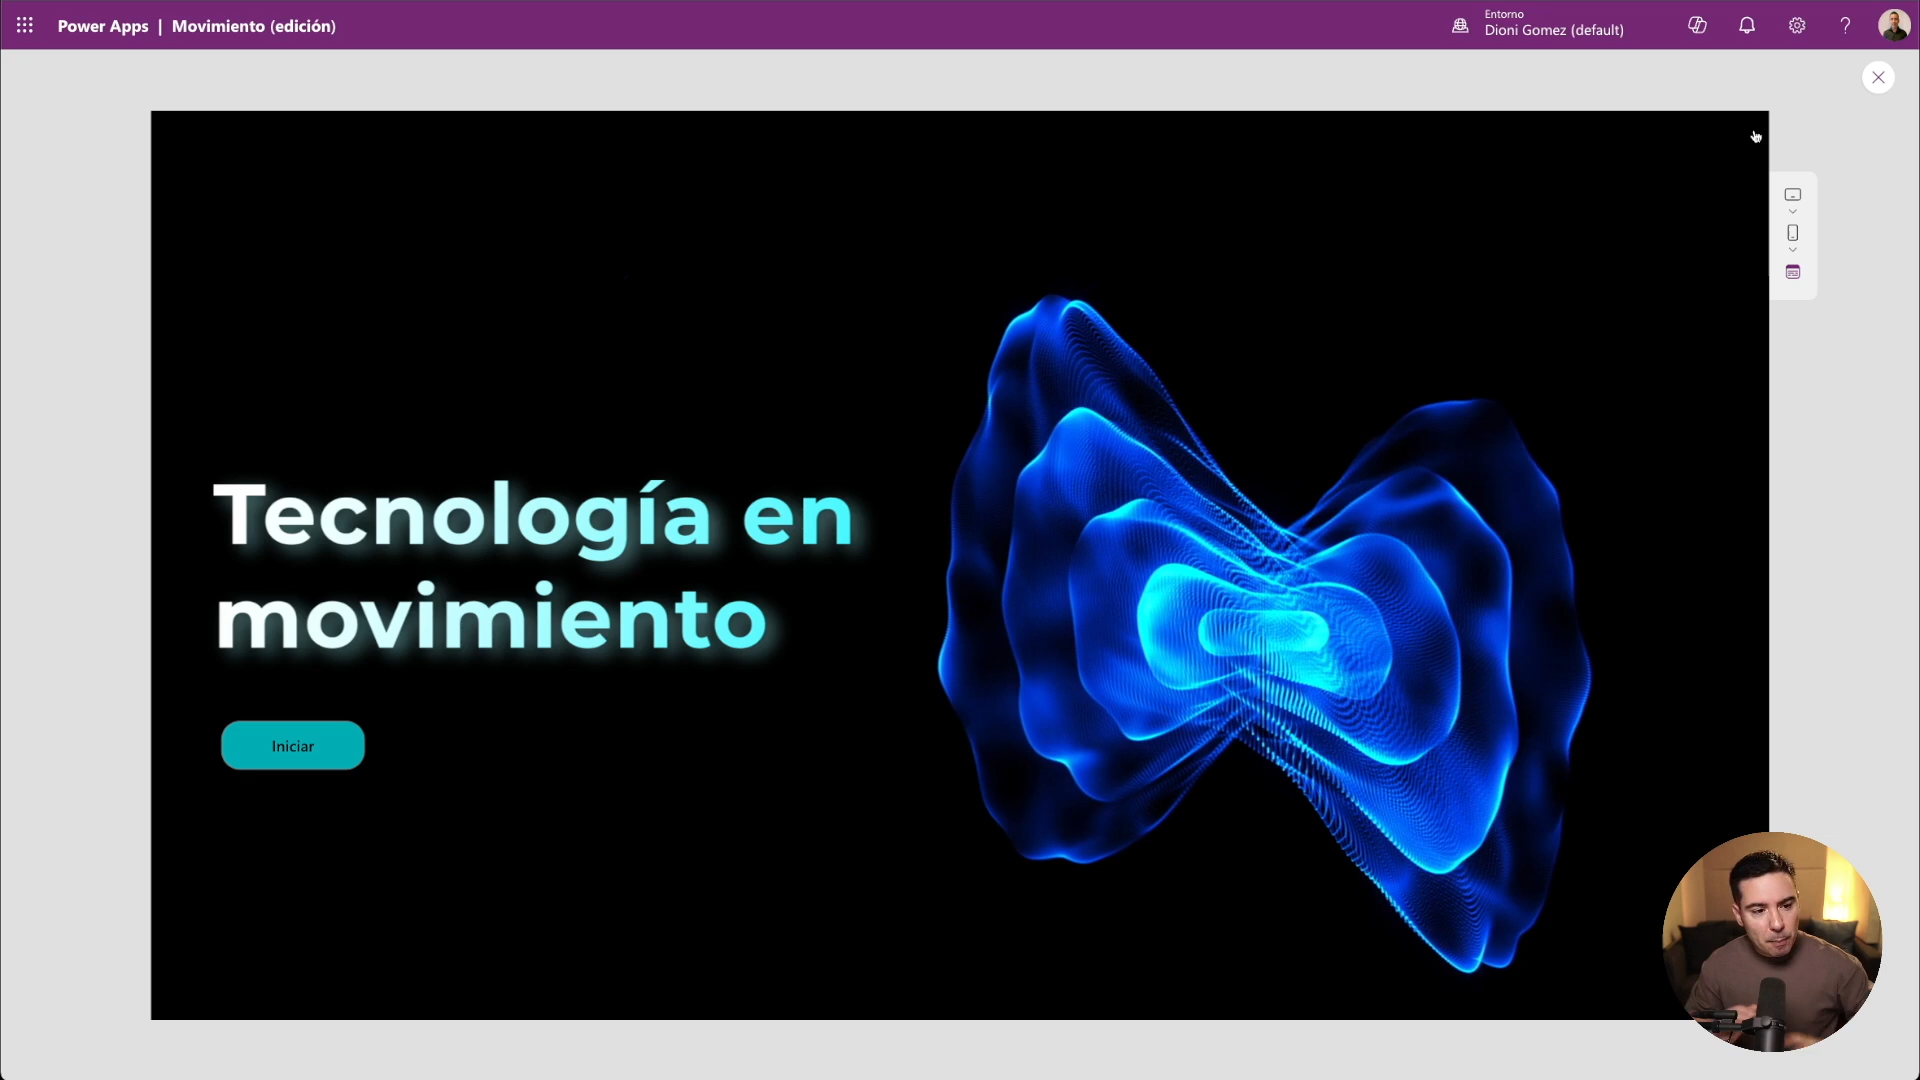 Power Apps | Movimiento (edición)
Entorno
Dioni Gomez (default)
Tecnología en
movimiento
Iniciar